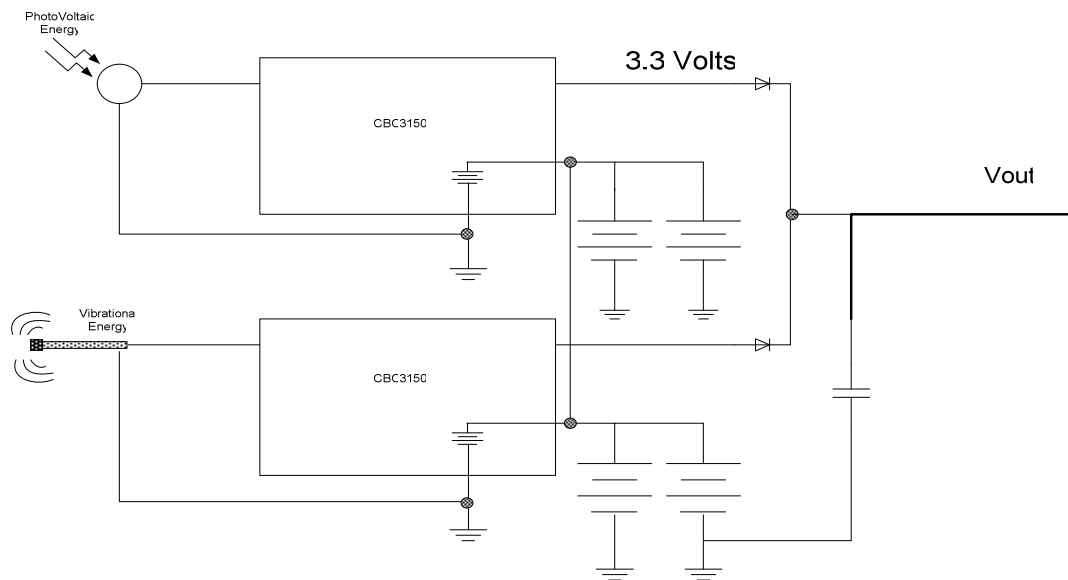 PhotoVoltaic
Energy
3.3 Volts
CBC3150
Vout
Vibrationa
Energy
CBC3150